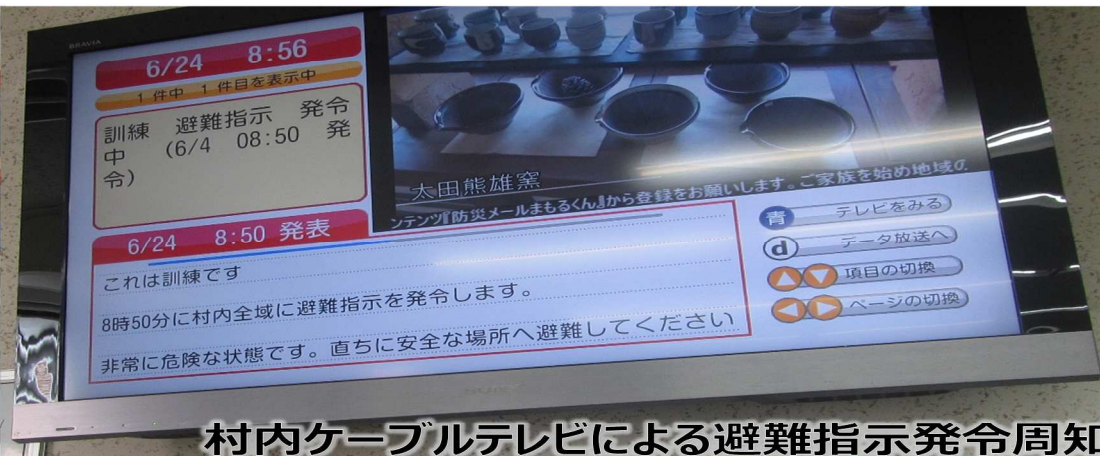 BRAVIA
6/24 8:56
1 件中 1 件目を表示中
訓練 避難指示 発令
中 (6/4 08:50 発
令)
太田熊雄窯
ンテンツ『防災メールまもるくん』から登録をお願いします。ご家族を始め地域の
6/24 8:50 発表
これは訓練です
8時50分に村内全域に避難指示を発令します。
非常に危険な状態です。直ちに安全な場所へ避難してください
青 テレビをみる
d データ放送へ
▲▼ 項目の切換
◀▶ ページの切換
村内ケーブルテレビによる避難指示発令周知